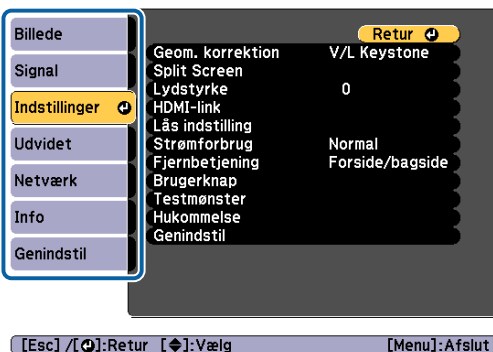 Billede
Signal
Indstillinger
Udvidet
Netværk
Info
Genindstil
Retur
Geom. korrektion V/L Keystone
Split Screen
Lydstyrke 0
HDMI-link
Lås indstilling
Strømforbrug Normal
Fjernbetjening Forside/bagside
Brugerknap
Testmønster
Hukommelse
Genindstil
[Esc] /[⏎]:Retur [◆]:Vælg [Menu]:Afslut